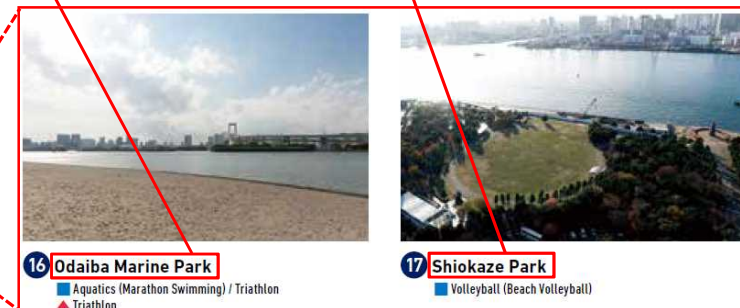 16 Odaiba Marine Park
Aquatics (Marathon Swimming) / Triathlon
Triathlon
17 Shiokaze Park
Volleyball (Beach Volleyball)